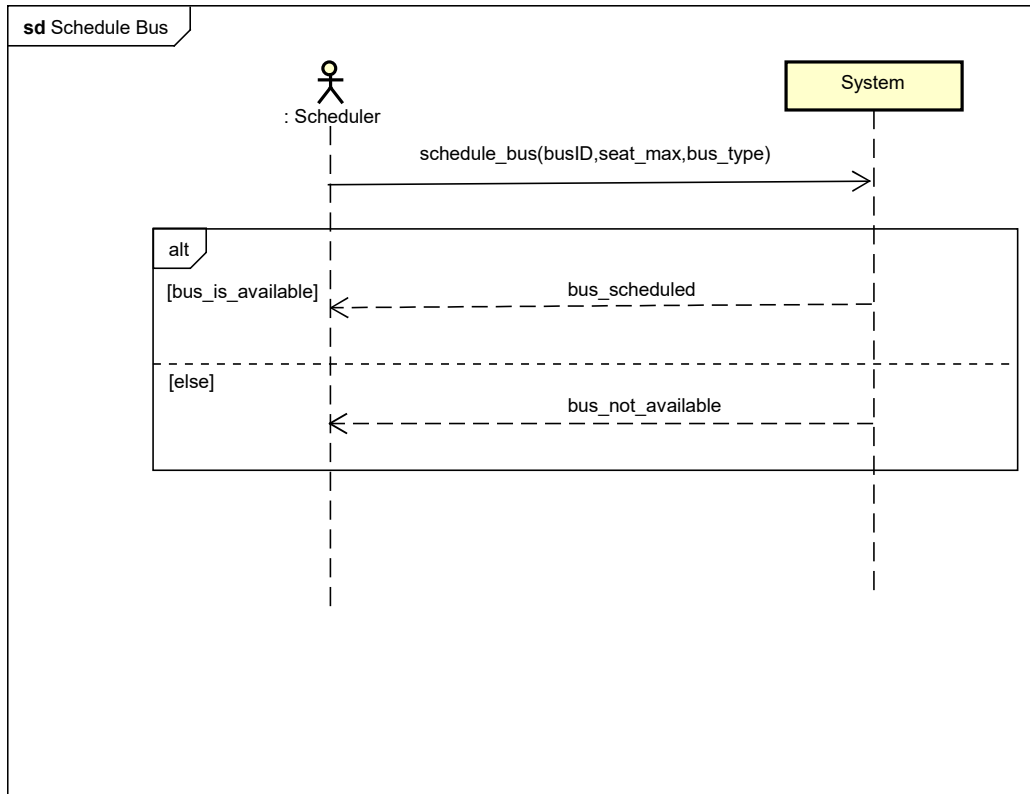 sd Schedule Bus
: Scheduler
System
schedule_bus(busID,seat_max,bus_type)
alt
[bus_is_available]
bus_scheduled
[else]
bus_not_available